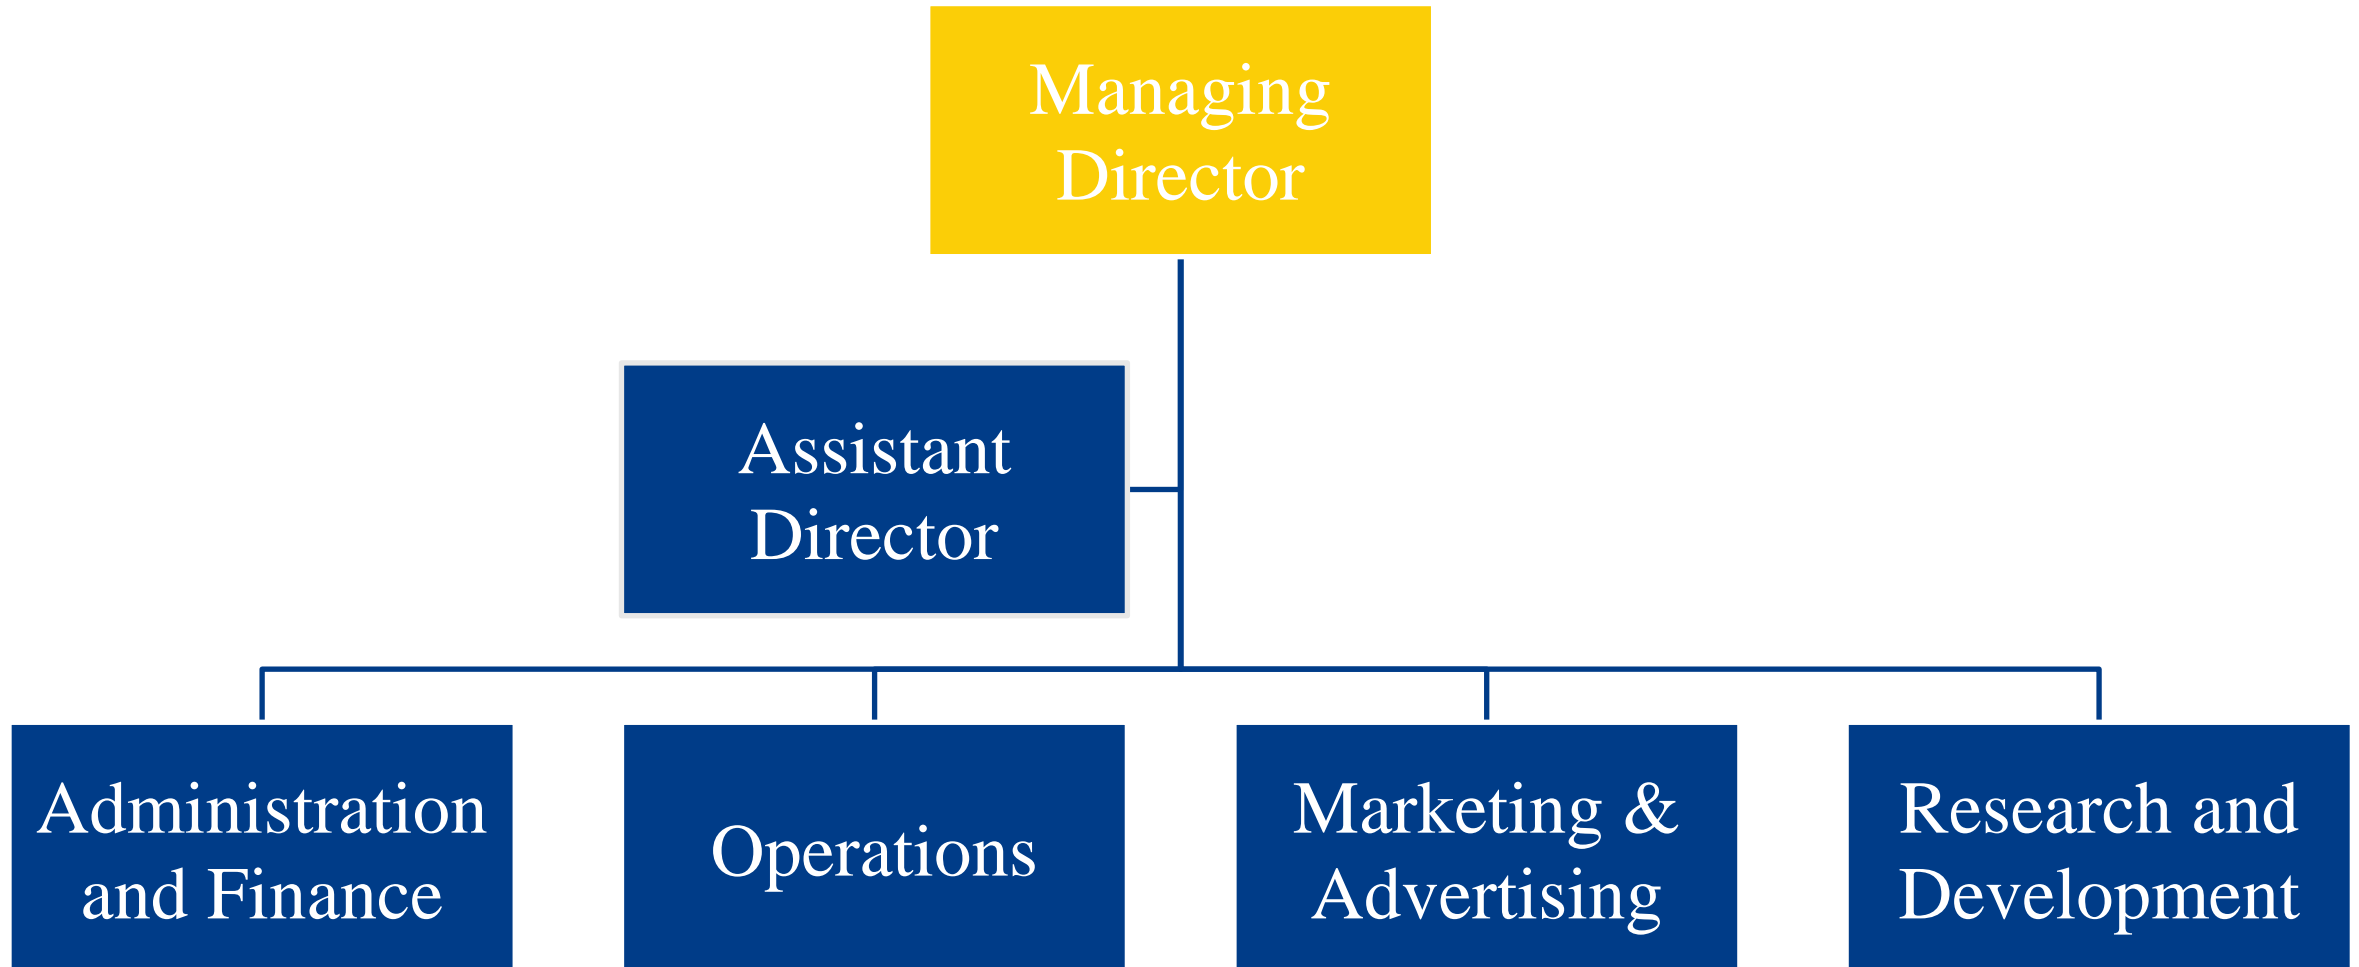 Managing
Director
Assistant
Director
Administration
and Finance
Operations
Marketing &
Advertising
Research and
Development